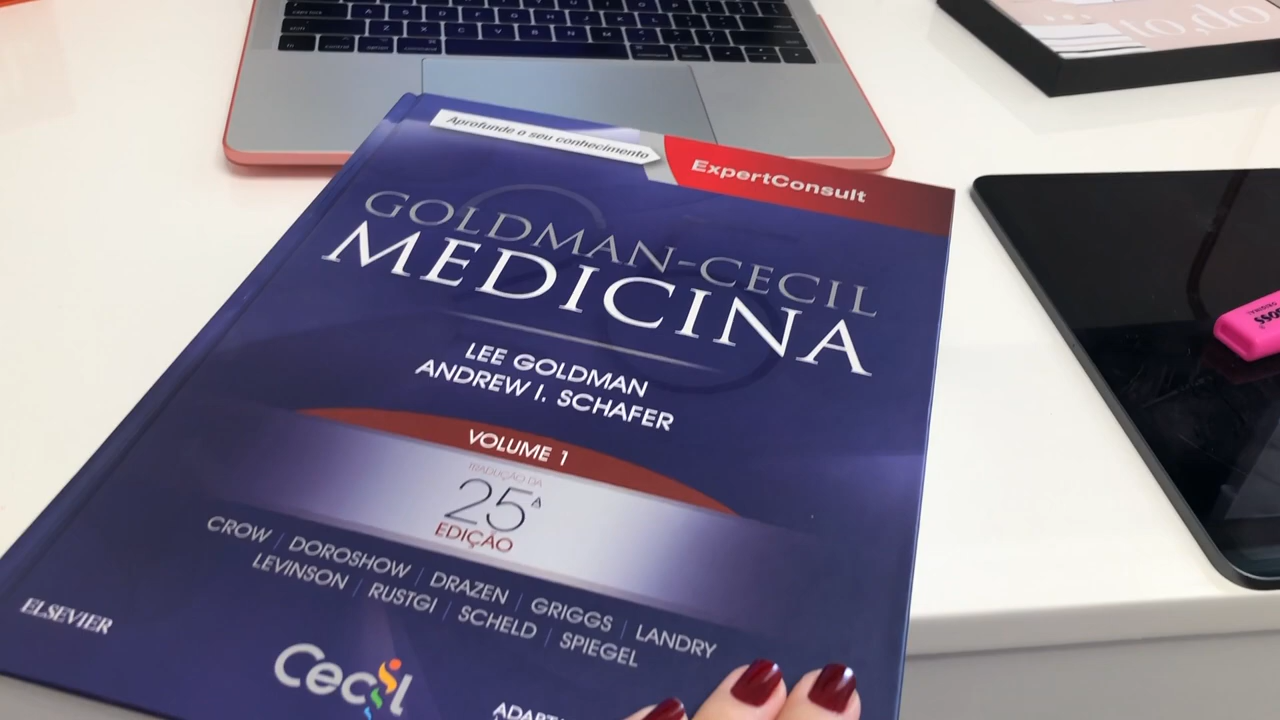 to do
Aprofunde o seu conhecimento
ExpertConsult
GOLDMAN-CECIL
MEDICINA
LEE GOLDMAN
ANDREW I. SCHAFER
VOLUME 1
TRADUÇÃO DA
25ª
EDIÇÃO
CROW | DOROSHOW | DRAZEN | GRIGGS | LANDRY
LEVINSON | RUSTGI | SCHELD | SPIEGEL
ELSEVIER
Cecil